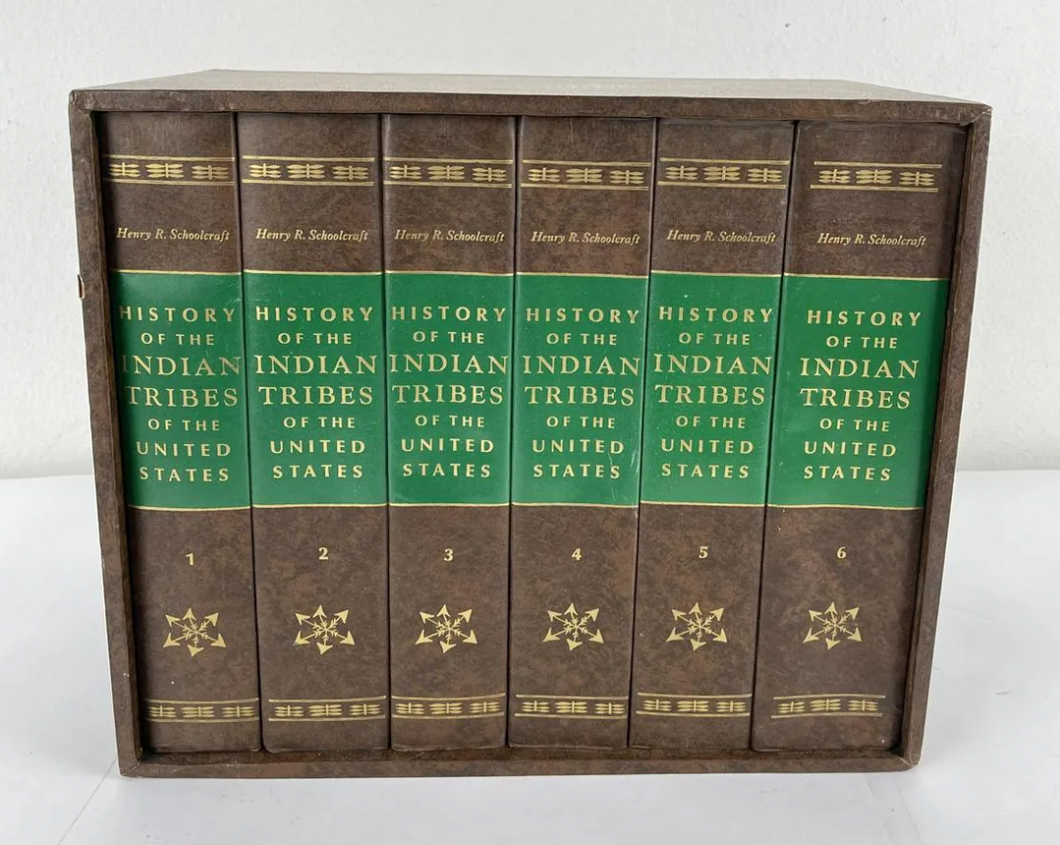 Henry R. Schoolcraft
HISTORY
OF THE
INDIAN
TRIBES
OF THE
UNITED
STATES
1
Henry R. Schoolcraft
HISTORY
OF THE
INDIAN
TRIBES
OF THE
UNITED
STATES
2
Henry R. Schoolcraft
HISTORY
OF THE
INDIAN
TRIBES
OF THE
UNITED
STATES
3
Henry R. Schoolcraft
HISTORY
OF THE
INDIAN
TRIBES
OF THE
UNITED
STATES
4
Henry R. Schoolcraft
HISTORY
OF THE
INDIAN
TRIBES
OF THE
UNITED
STATES
5
Henry R. Schoolcraft
HISTORY
OF THE
INDIAN
TRIBES
OF THE
UNITED
STATES
6